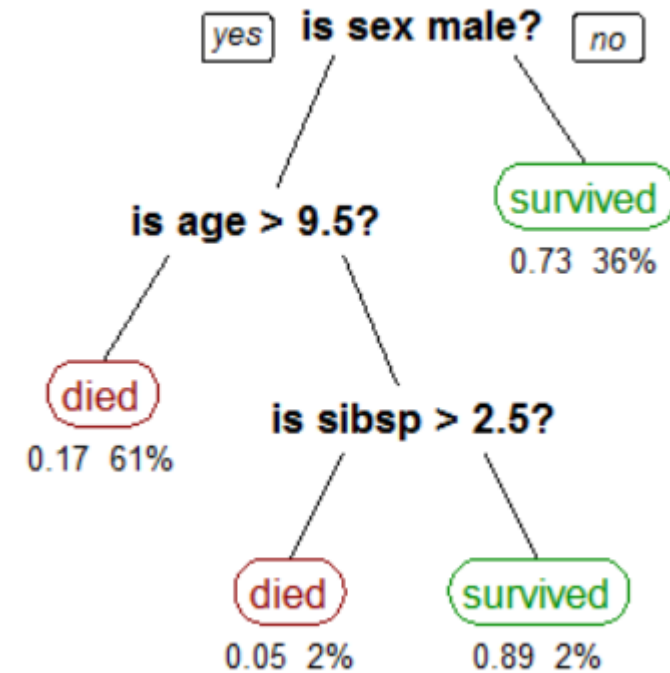 yes is sex male? no
survived
is age > 9.5?
0.73 36%
died
is sibsp > 2.5?
0.17 61%
died survived
0.05 2% 0.89 2%